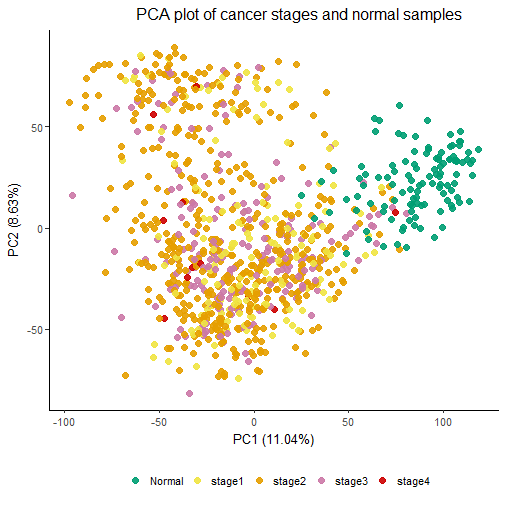 PCA plot of cancer stages and normal samples
50
0
-50
PC2 (8.63%)
-100
-50
0
50
100
PC1 (11.04%)
Normal stage1 stage2 stage3 stage4